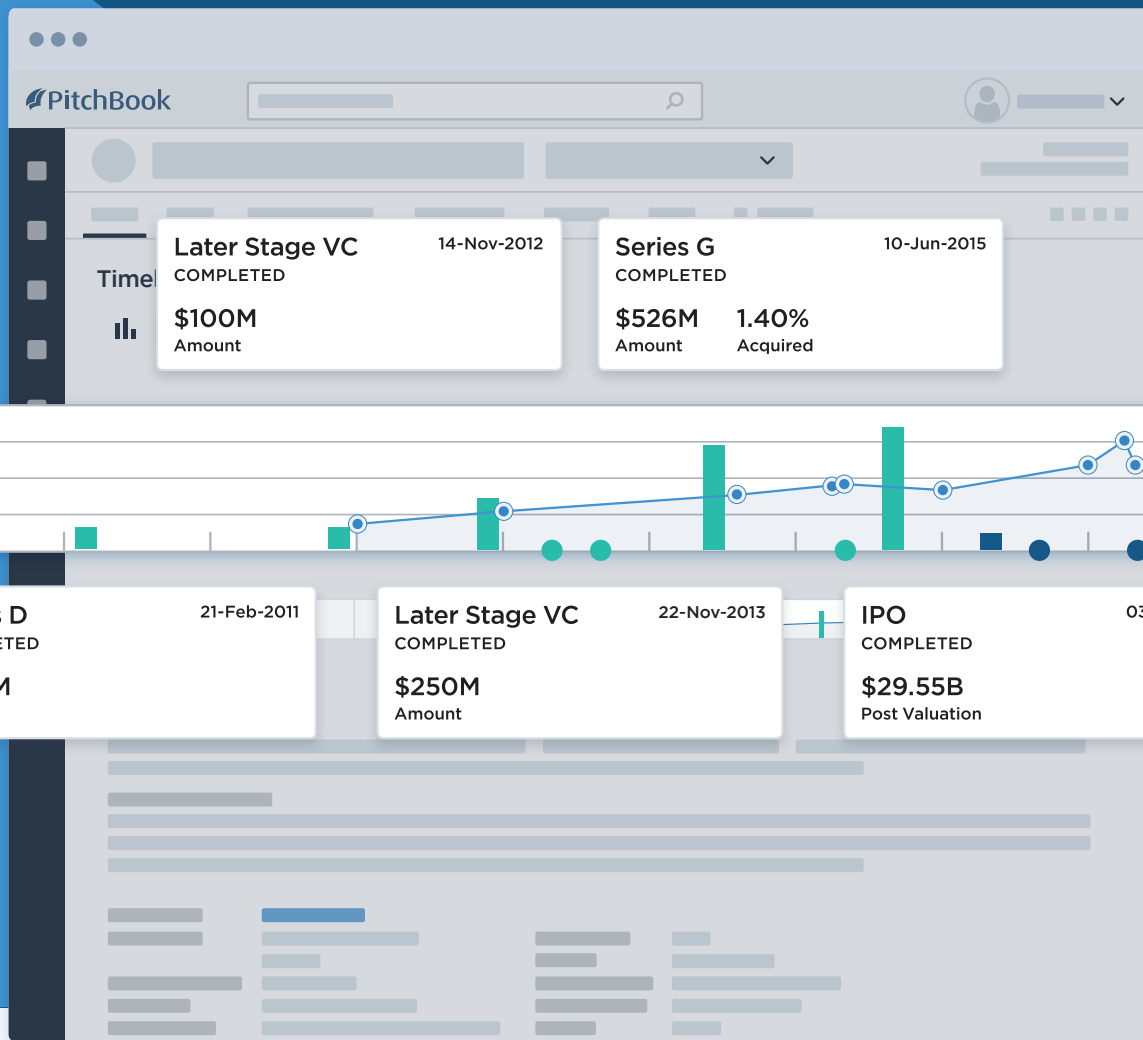 PitchBook
Later Stage VC 14-Nov-2012
COMPLETED
$100M
Amount
Series G 10-Jun-2015
COMPLETED
$526M 1.40%
Amount Acquired
D 21-Feb-2011
Later Stage VC 22-Nov-2013
COMPLETED
$250M
Amount
IPO 03
COMPLETED
$29.55B
Post Valuation